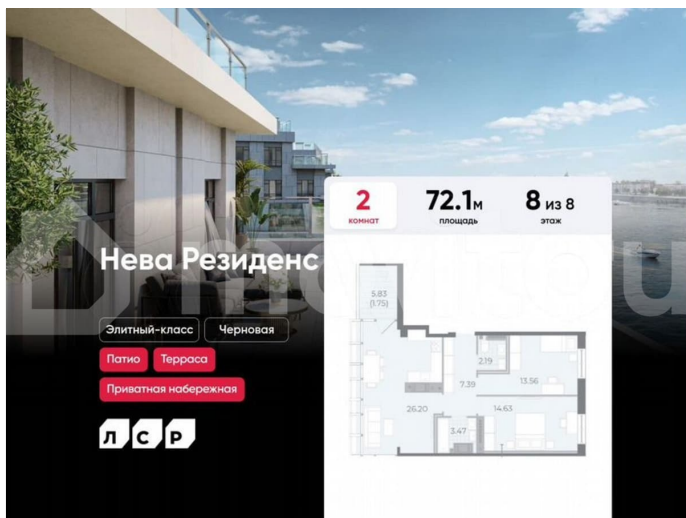 2
комнат
72.1м
площадь
8 из 8
этаж
Нева Резиденс
Элитный-класс
Черновая
Патио
Терраса
Приватная набережная
ЛСР
5.83
(1.75)
2.19
7.39
13.56
26.20
14.63
3.47